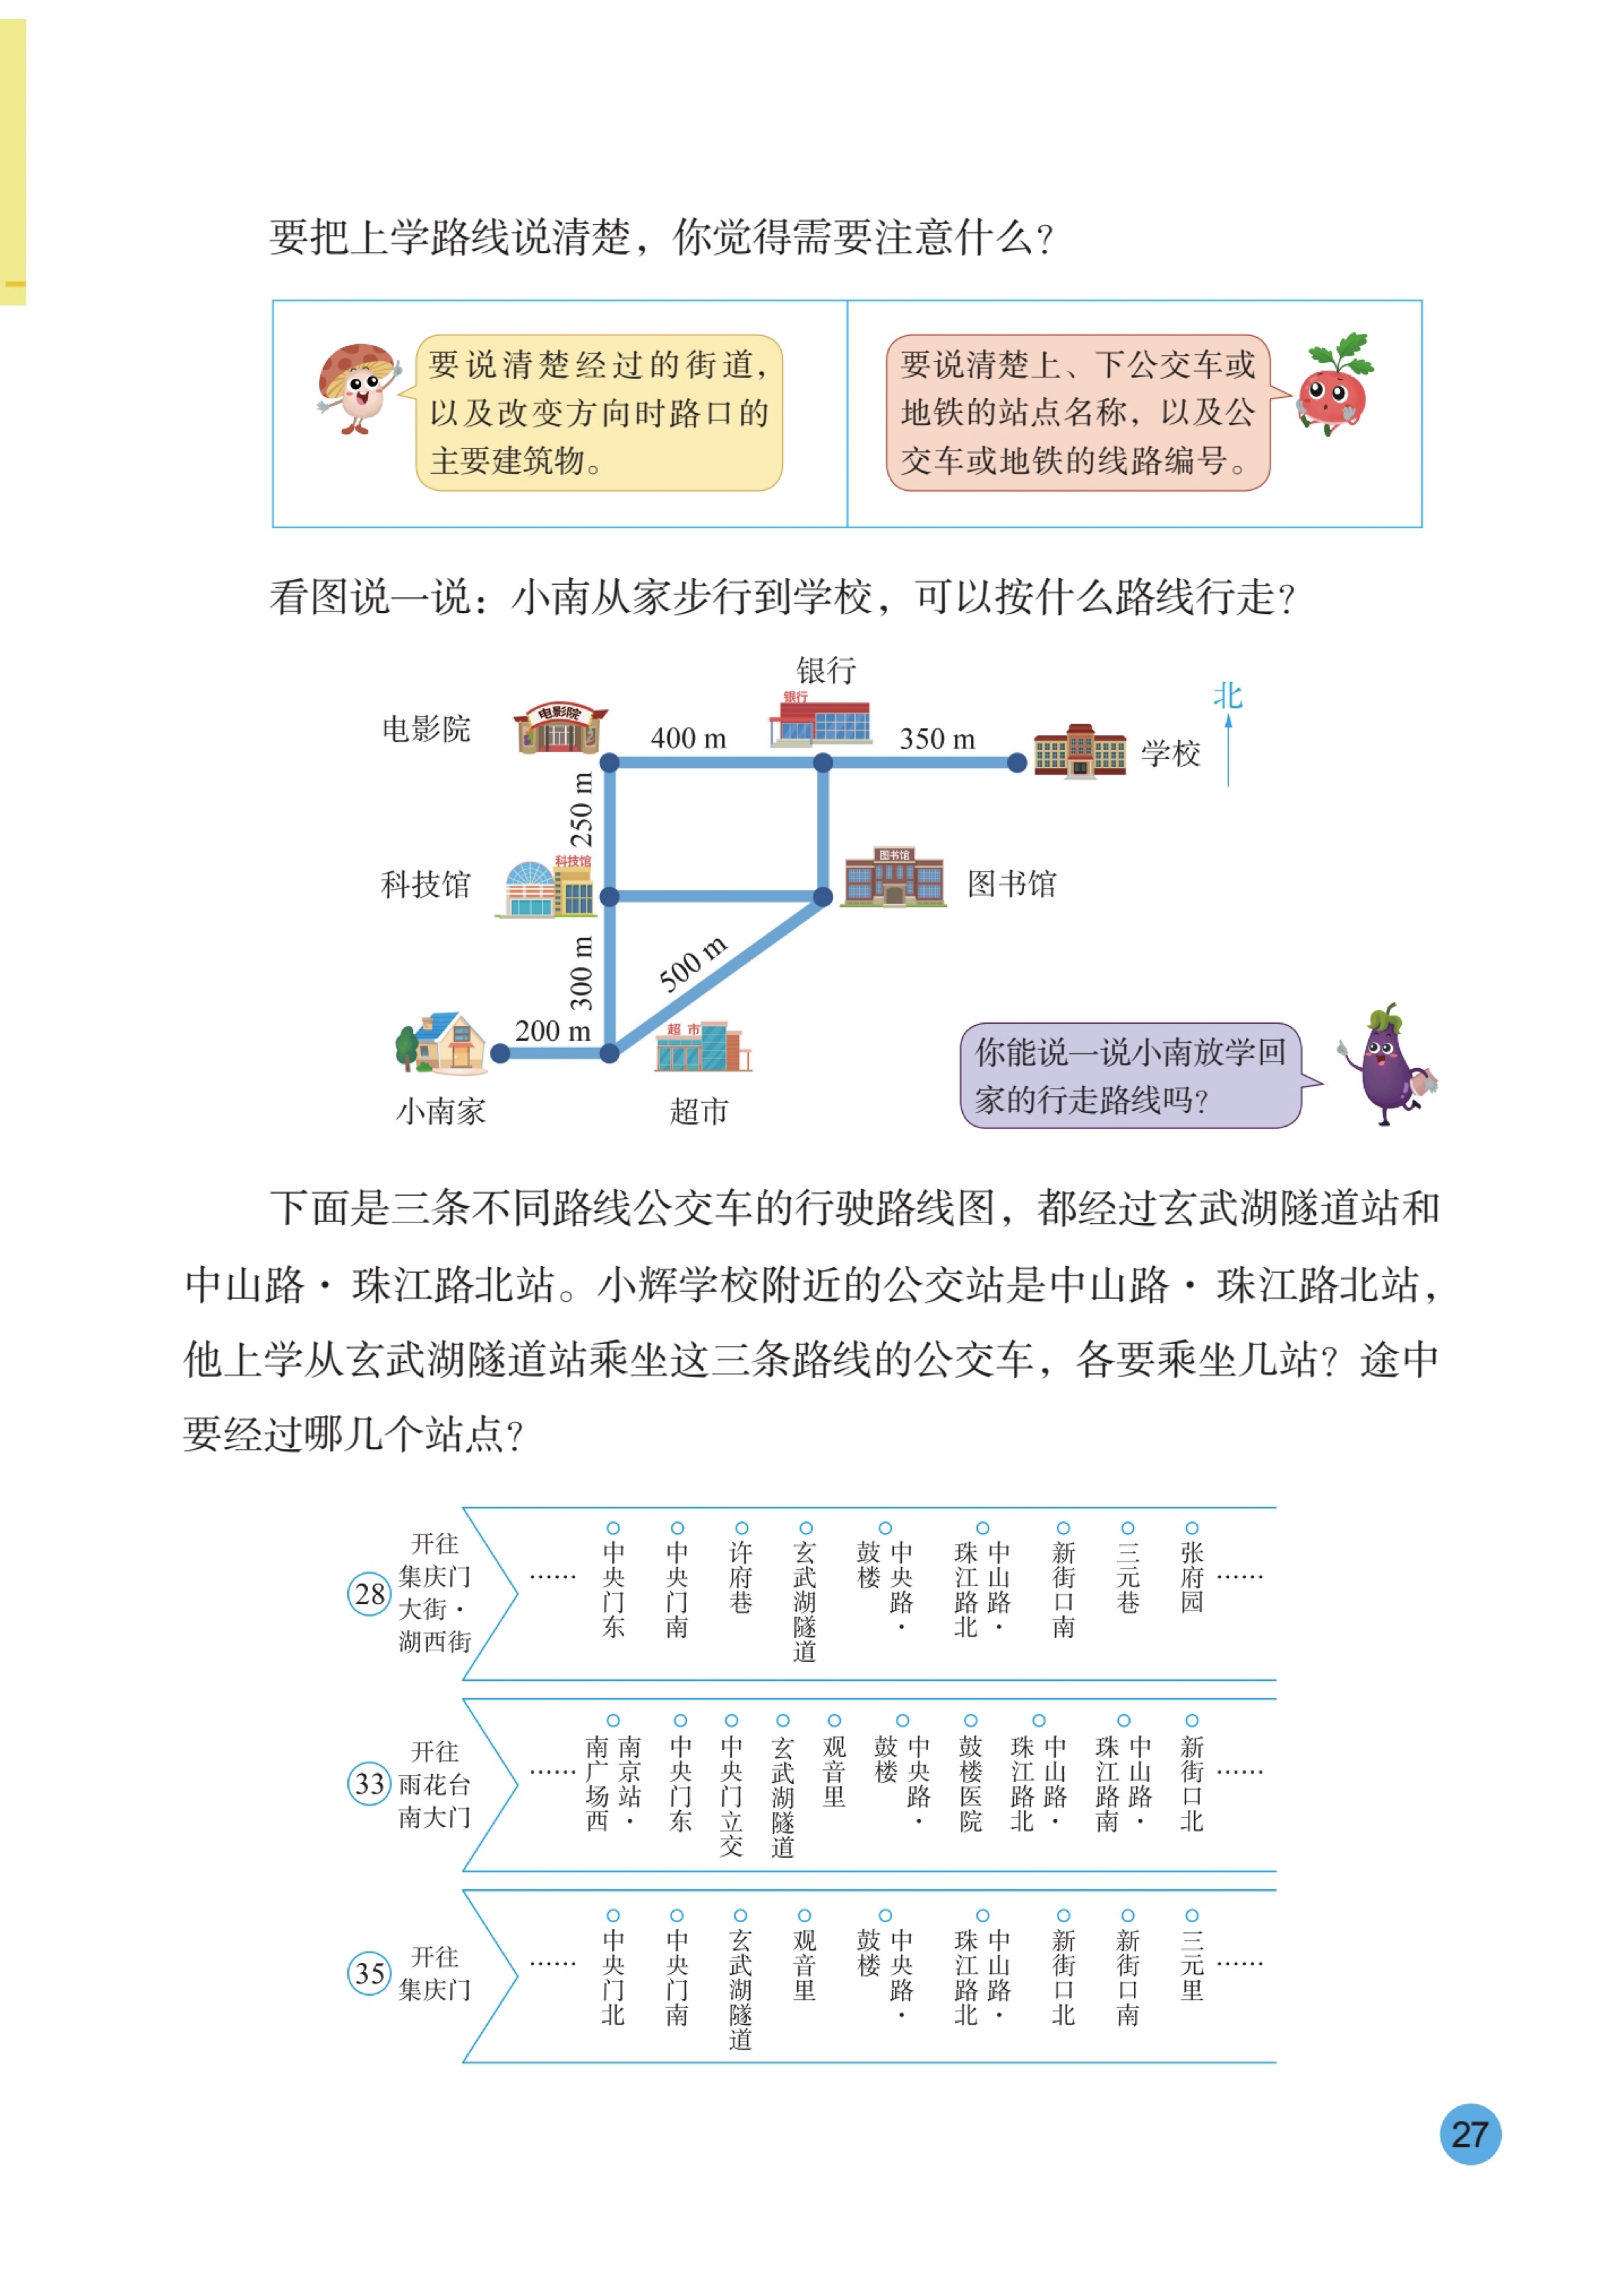 要把上学路线说清楚，你觉得需要注意什么？
要说清楚经过的街道，
以及改变方向时路口的
主要建筑物。
要说清楚上、下公交车或
地铁的站点名称，以及公
交车或地铁的线路编号。
看图说一说：小南从家步行到学校，可以按什么路线行走？
银行
银行
北
电影院
电影院
400 m
350 m
学校
250 m
科技馆
科技馆
图书馆
图书馆
300 m
500 m
200 m
超市
小南家
超市
你能说一说小南放学回
家的行走路线吗？
下面是三条不同路线公交车的行驶路线图，都经过玄武湖隧道站和
中山路·珠江路北站。小辉学校附近的公交站是中山路·珠江路北站，
他上学从玄武湖隧道站乘坐这三条路线的公交车，各要乘坐几站？途中
要经过哪几个站点？
28
开往
集庆门
大街·
湖西街
……
中央门东
中央门南
许府巷
玄武湖隧道
中央路·
鼓楼
中山路·
珠江路北
新街口南
三元巷
张府园
……
33
开往
雨花台
南大门
……
南京站·
南广场西
中央门东
中央门立交
玄武湖隧道
观音里
中央路·
鼓楼
鼓楼医院
中山路·
珠江路北
中山路·
珠江路南
新街口北
……
35
开往
集庆门
……
中央门北
中央门南
玄武湖隧道
观音里
中央路·
鼓楼
中山路·
珠江路北
新街口北
新街口南
三元里
……
27